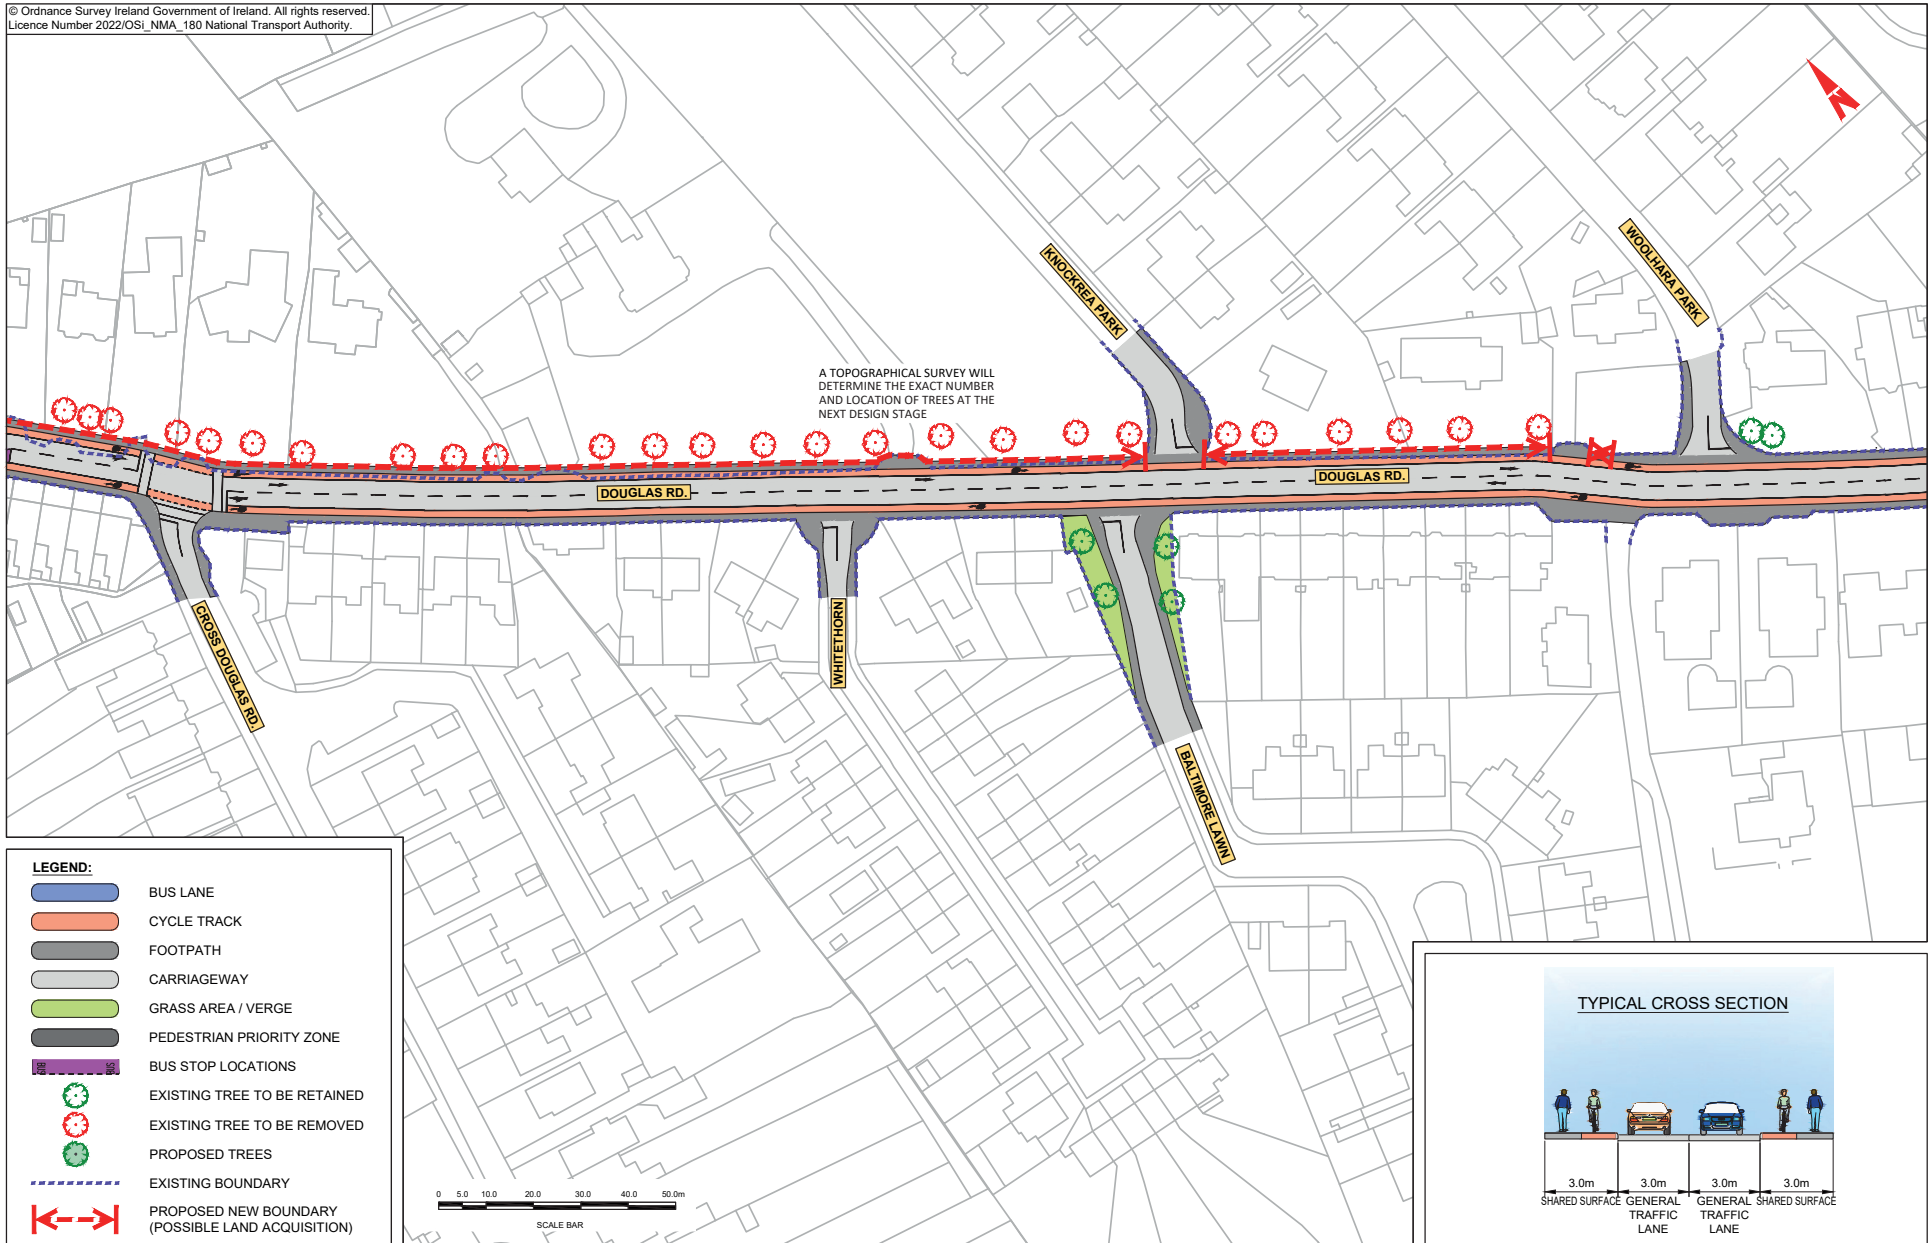 © Ordnance Survey Ireland Government of Ireland. All rights reserved.
Licence Number 2022/OSi_NMA_180 National Transport Authority.
KNOCKREA PARK
WOOLHARA PARK
A TOPOGRAPHICAL SURVEY WILL
DETERMINE THE EXACT NUMBER
AND LOCATION OF TREES AT THE
NEXT DESIGN STAGE
DOUGLAS RD.
DOUGLAS RD.
CROSS DOUGLAS RD.
WHITETHORN
BALTIMORE LAWN
LEGEND:
BUS LANE
CYCLE TRACK
FOOTPATH
CARRIAGEWAY
GRASS AREA / VERGE
PEDESTRIAN PRIORITY ZONE
BUS STOP LOCATIONS
EXISTING TREE TO BE RETAINED
EXISTING TREE TO BE REMOVED
PROPOSED TREES
EXISTING BOUNDARY
PROPOSED NEW BOUNDARY
(POSSIBLE LAND ACQUISITION)
0 5.0 10.0 20.0 30.0 40.0 50.0m
SCALE BAR
TYPICAL CROSS SECTION
3.0m 3.0m 3.0m 3.0m
SHARED SURFACE GENERAL TRAFFIC LANE GENERAL TRAFFIC LANE SHARED SURFACE